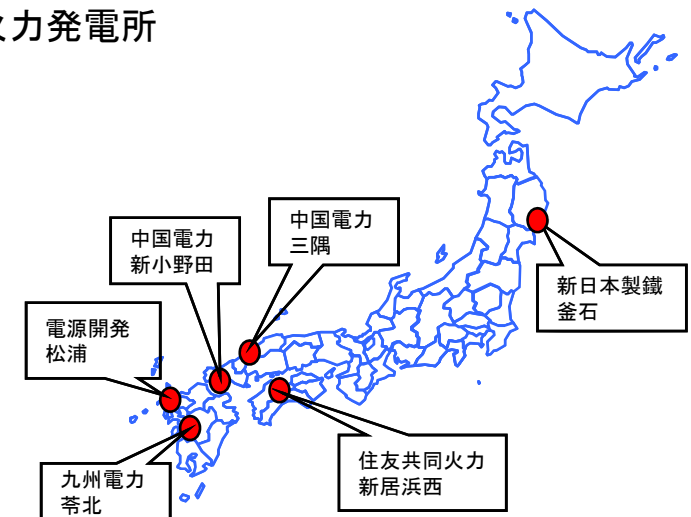 火力発電所
中国電力
三隅
中国電力
新小野田
新日本製鐵
釜石
電源開発
松浦
住友共同火力
新居浜西
九州電力
苓北